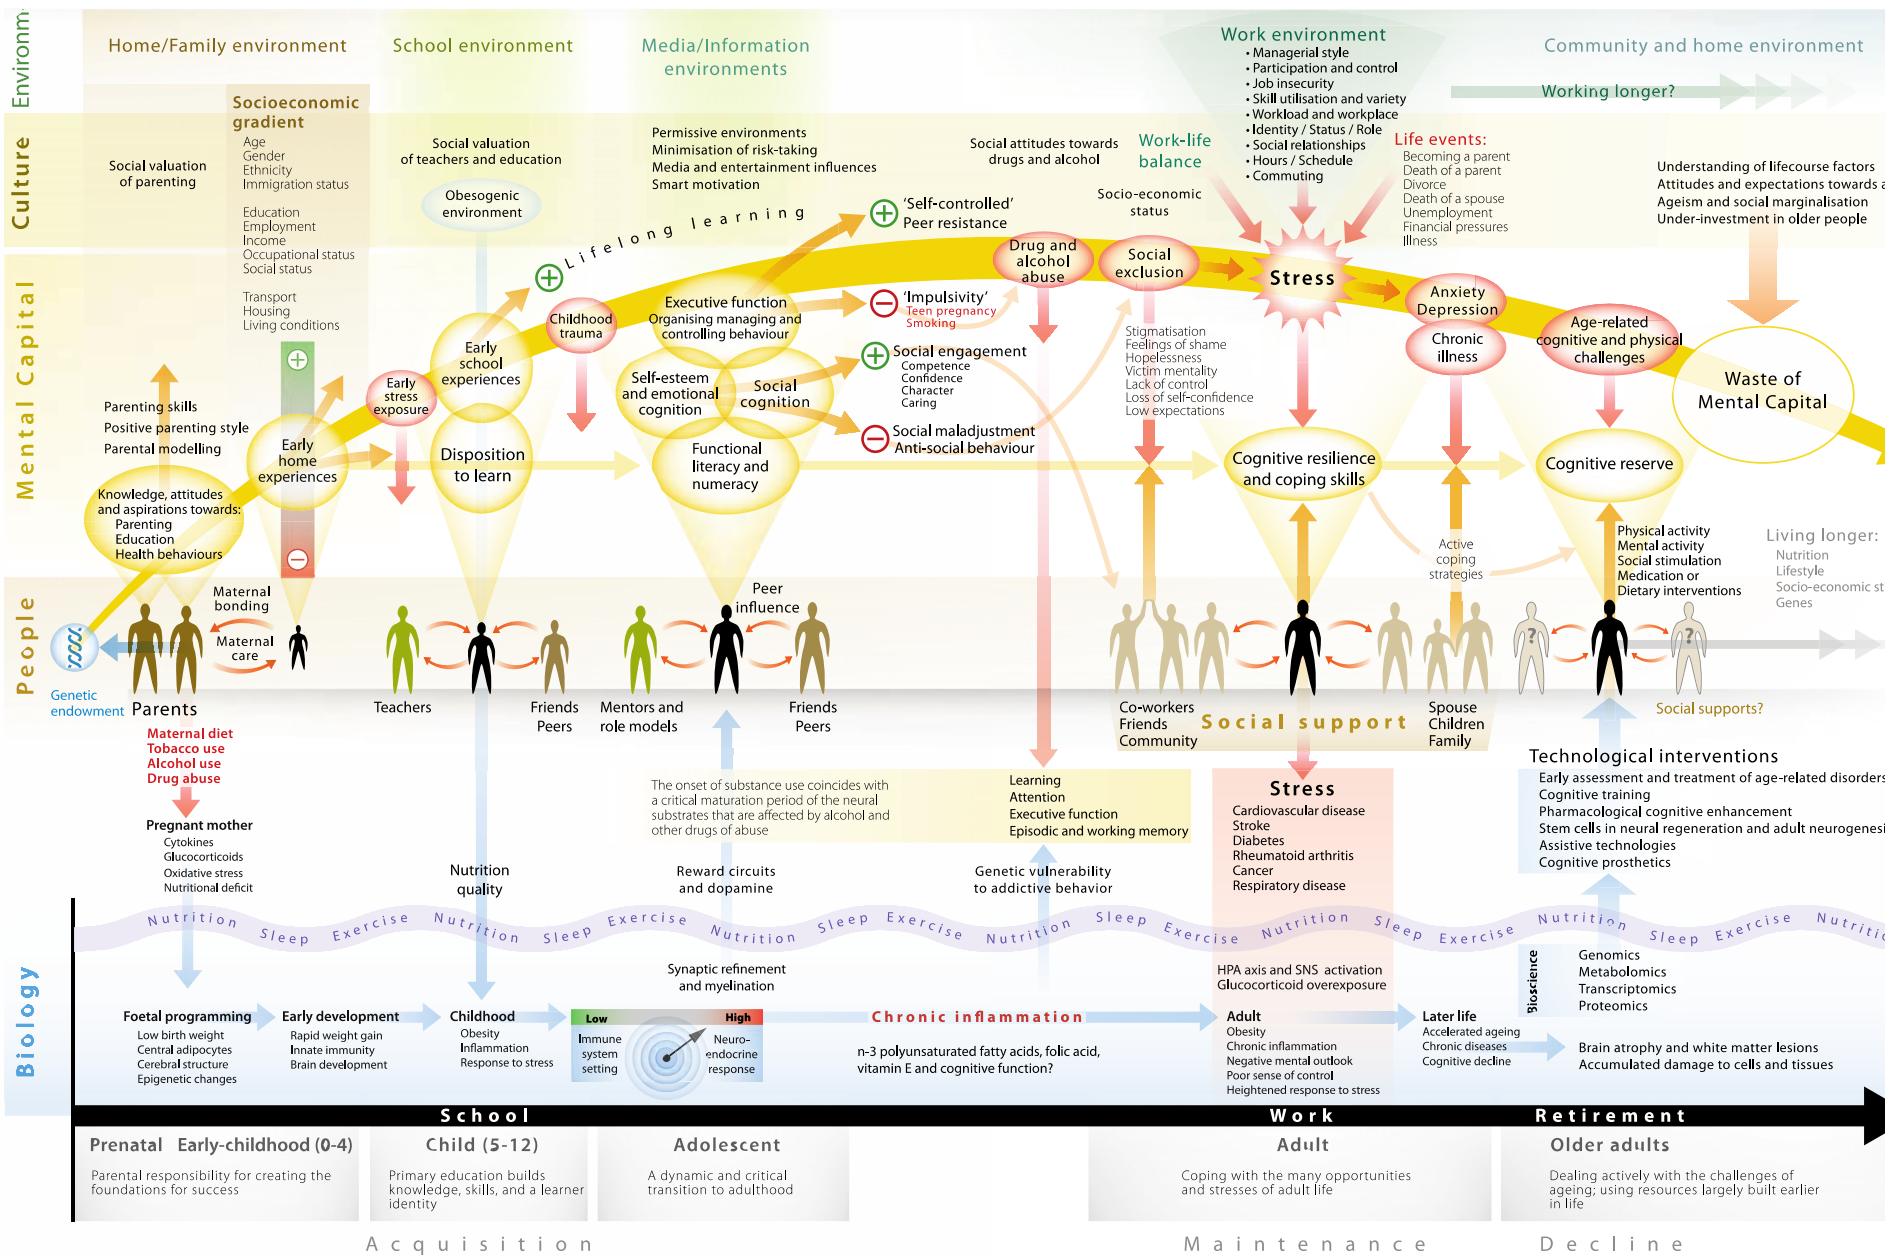 Environm
Home/Family environment
School environment
Media/Information
environments
Work environment
• Managerial style
• Participation and control
• Job insecurity
• Skill utilisation and variety
• Workload and workplace
• Identity / Status / Role
• Social relationships
• Hours / Schedule
• Commuting
Community and home environment
Working longer?
Culture
Socioeconomic
gradient
Age
Gender
Ethnicity
Immigration status
Education
Employment
Income
Occupational status
Social status
Transport
Housing
Living conditions
Social valuation
of parenting
Social valuation
of teachers and education
Obesogenic
environment
Permissive environments
Minimisation of risk-taking
Media and entertainment influences
Smart motivation
Social attitudes towards
drugs and alcohol
Work-life
balance
Socio-economic
status
Life events:
Becoming a parent
Death of a parent
Divorce
Death of a spouse
Unemployment
Financial pressures
Illness
Understanding of lifecourse factors
Attitudes and expectations towards a
Ageism and social marginalisation
Under-investment in older people
Mental Capital
Lifelong learning
'Self-controlled'
Peer resistance
Drug and
alcohol
abuse
Social
exclusion
Stress
Anxiety
Depression
Chronic
illness
Age-related
cognitive and physical
challenges
Waste of
Mental Capital
Childhood
trauma
Executive function
Organising managing and
controlling behaviour
'Impulsivity'
Teen pregnancy
Smoking
Early
school
experiences
Early
stress
exposure
Self-esteem
and emotional
cognition
Social
cognition
Social engagement
Competence
Confidence
Character
Caring
Social maladjustment
Anti-social behaviour
Stigmatisation
Feelings of shame
Hopelessness
Victim mentality
Lack of control
Loss of self-confidence
Low expectations
Parenting skills
Positive parenting style
Parental modelling
Early
home
experiences
Disposition
to learn
Functional
literacy and
numeracy
Cognitive resilience
and coping skills
Cognitive reserve
Knowledge, attitudes
and aspirations towards:
Parenting
Education
Health behaviours
Active
coping
strategies
Physical activity
Mental activity
Social stimulation
Medication or
Dietary interventions
Living longer:
Nutrition
Lifestyle
Socio-economic st
Genes
People
Maternal
bonding
Maternal
care
Peer
influence
?
?
Genetic
endowment
Parents
Teachers
Friends
Peers
Mentors and
role models
Friends
Peers
Co-workers
Friends
Community
Social support
Spouse
Children
Family
Social supports?
Maternal diet
Tobacco use
Alcohol use
Drug abuse
Pregnant mother
Cytokines
Glucocorticoids
Oxidative stress
Nutritional deficit
Nutrition
quality
The onset of substance use coincides with
a critical maturation period of the neural
substrates that are affected by alcohol and
other drugs of abuse
Learning
Attention
Executive function
Episodic and working memory
Reward circuits
and dopamine
Genetic vulnerability
to addictive behavior
Stress
Cardiovascular disease
Stroke
Diabetes
Rheumatoid arthritis
Cancer
Respiratory disease
Technological interventions
Early assessment and treatment of age-related disorders
Cognitive training
Pharmacological cognitive enhancement
Stem cells in neural regeneration and adult neurogenesi
Assistive technologies
Cognitive prosthetics
Nutrition Sleep Exercise Nutrition Sleep Exercise Nutrition Sleep Exercise Nutrition Sleep Exercise Nutrition Sleep Exercise Nutrition Sleep Exercise Nutriti
Biology
Synaptic refinement
and myelination
HPA axis and SNS activation
Glucocorticoid overexposure
Bioscience
Genomics
Metabolomics
Transcriptomics
Proteomics
Foetal programming
Low birth weight
Central adipocytes
Cerebral structure
Epigenetic changes
Early development
Rapid weight gain
Innate immunity
Brain development
Childhood
Obesity
Inflammation
Response to stress
Low
High
Immune
system
setting
Neuro-
endocrine
response
Chronic inflammation
n-3 polyunsaturated fatty acids, folic acid,
vitamin E and cognitive function?
Adult
Obesity
Chronic inflammation
Negative mental outlook
Poor sense of control
Heightened response to stress
Later life
Accelerated ageing
Chronic diseases
Cognitive decline
Brain atrophy and white matter lesions
Accumulated damage to cells and tissues
School
Work
Retirement
Prenatal
Early-childhood (0-4)
Parental responsibility for creating the
foundations for success
Child (5-12)
Primary education builds
knowledge, skills, and a learner
identity
Adolescent
A dynamic and critical
transition to adulthood
Adult
Coping with the many opportunities
and stresses of adult life
Older adults
Dealing actively with the challenges of
ageing; using resources largely built earlier
in life
Acquisition
Maintenance
Decline